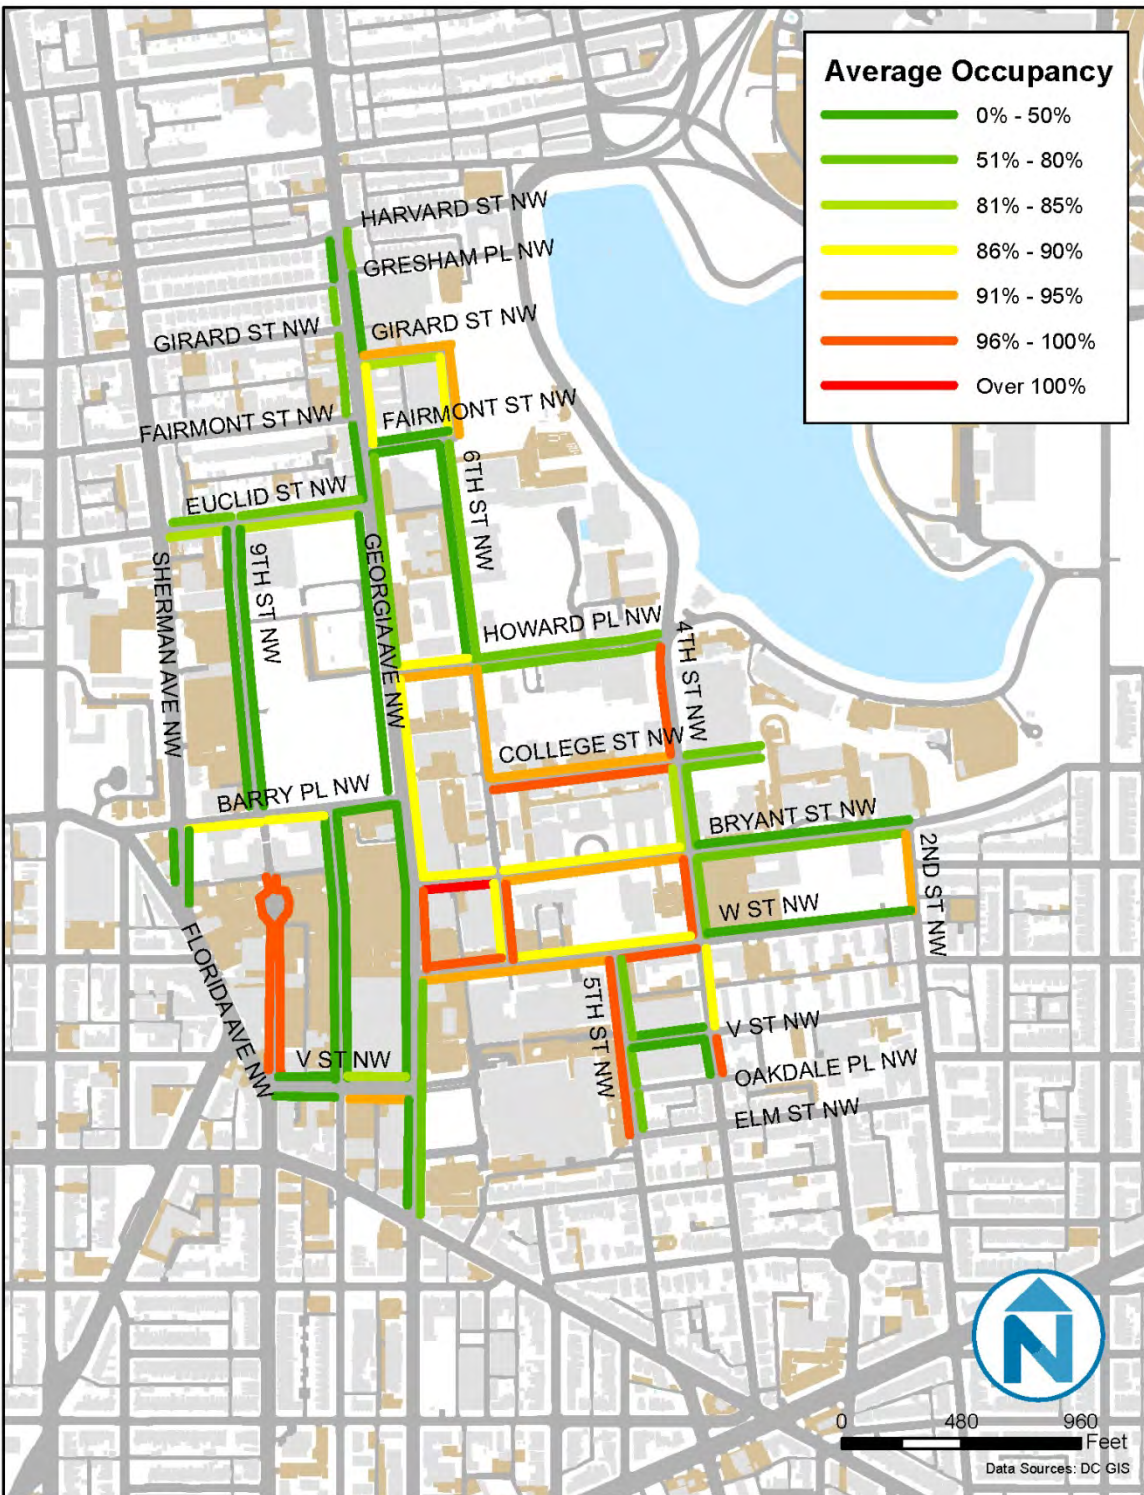 Average Occupancy
0% - 50%
51% - 80%
81% - 85%
86% - 90%
91% - 95%
96% - 100%
Over 100%
HARVARD ST NW
GRESHAM PL NW
GIRARD ST NW
GIRARD ST NW
FAIRMONT ST NW
FAIRMONT ST NW
EUCLID ST NW
6TH ST NW
SHERMAN AVE NW
9TH ST NW
GEORGIA AVE NW
HOWARD PL NW
4TH ST NW
COLLEGE ST NW
BARRY PL NW
BRYANT ST NW
2ND ST NW
W ST NW
FLORIDA AVE NW
5TH ST NW
V ST NW
V ST NW
OAKDALE PL NW
ELM ST NW
N
0 480 960
Feet
Data Sources: DC GIS